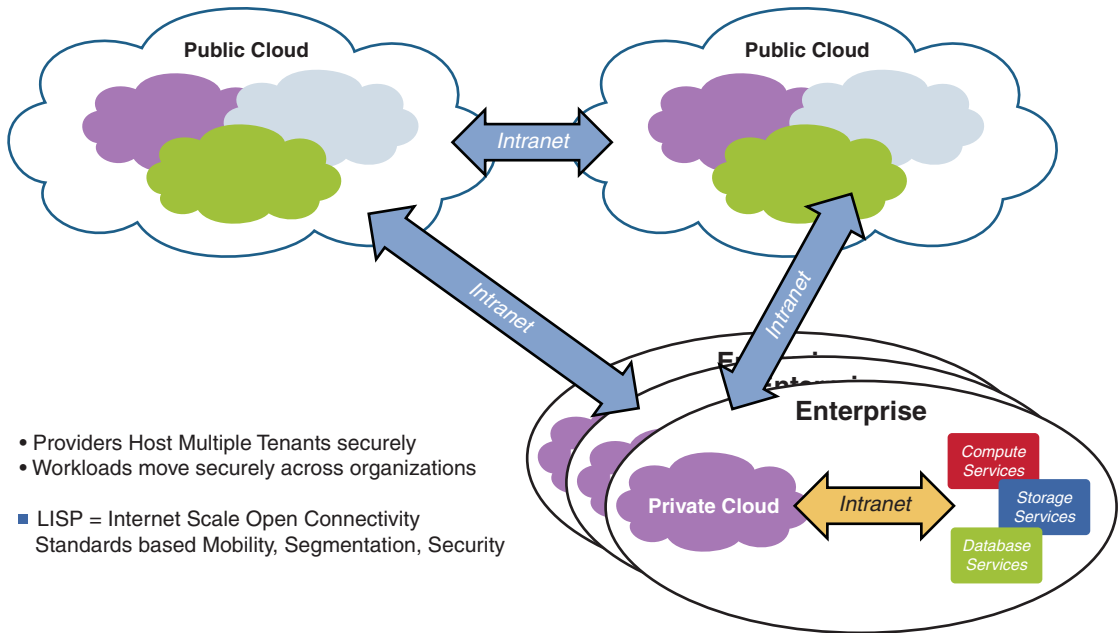 Public Cloud
Public Cloud
Intranet
Intranet
Intranet
Enterprise
• Providers Host Multiple Tenants securely
• Workloads move securely across organizations
LISP = Internet Scale Open Connectivity
Standards based Mobility, Segmentation, Security
Private Cloud
Intranet
Compute
Services
Storage
Services
Database
Services